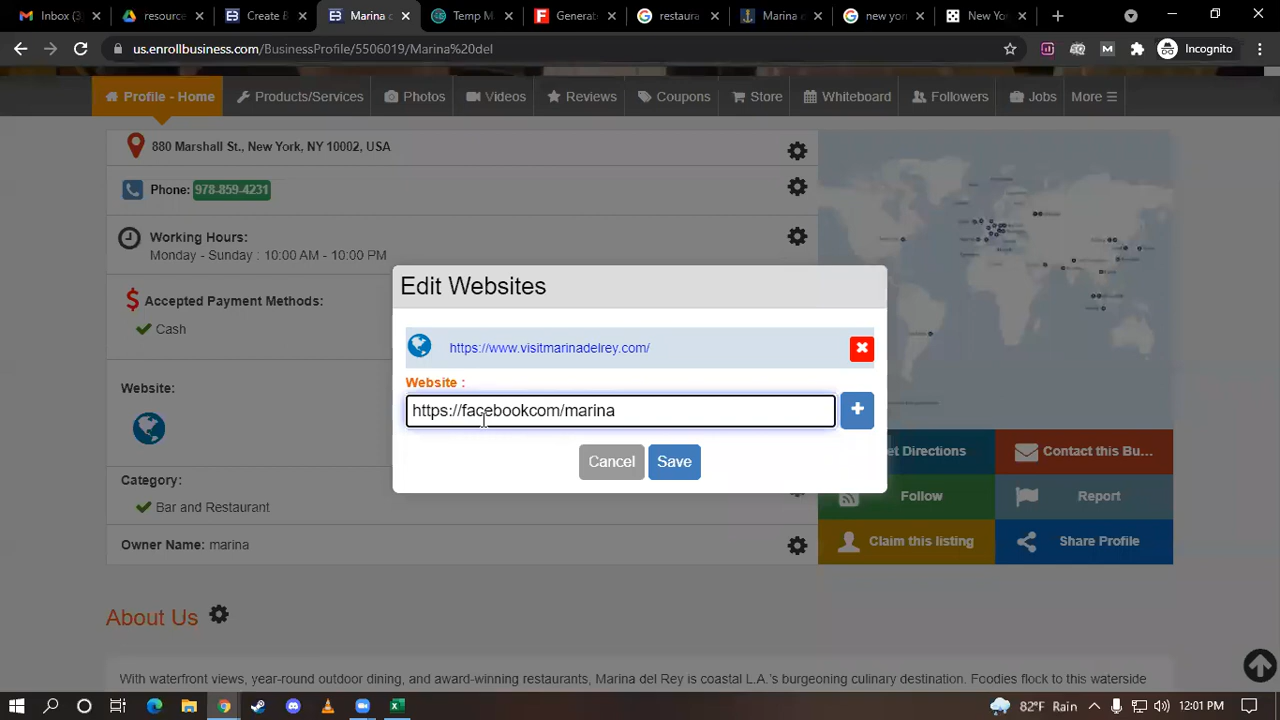 Inbox (3)
resource
Create B
Marina d
Temp M
Generate
restaura
Marina d
new yor
New Yo
us.enrollbusiness.com/BusinessProfile/5506019/Marina%20del
Incognito
Profile - Home
Products/Services
Photos
Videos
Reviews
Coupons
Store
Whiteboard
Followers
Jobs
More
880 Marshall St., New York, NY 10002, USA
Phone: 978-859-4231
Working Hours:
Monday - Sunday : 10:00 AM - 10:00 PM
Accepted Payment Methods:
Cash
Website:
Category:
Bar and Restaurant
Owner Name: marina
Edit Websites
https://www.visitmarinadelrey.com/
Website :
https://facebookcom/marina
Cancel
Save
et Directions
Contact this Bu...
Follow
Report
Claim this listing
Share Profile
About Us
With waterfront views, year-round outdoor dining, and award-winning restaurants, Marina del Rey is coastal L.A.'s burgeoning culinary destination. Foodies flock to this waterside
82°F Rain
12:01 PM